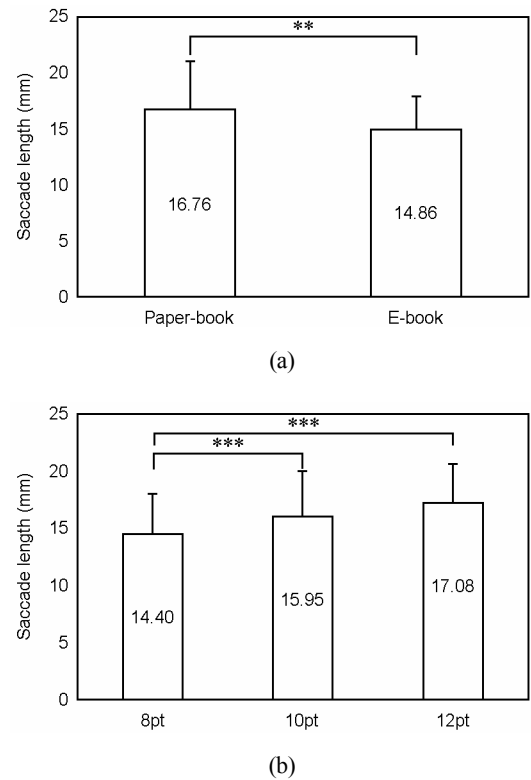 25
**
20
Saccade length (mm)
15
16.76
14.86
10
5
0
Paper-book
E-book
(a)
25
***
***
20
Saccade length (mm)
15
14.40
15.95
17.08
10
5
0
8pt
10pt
12pt
(b)